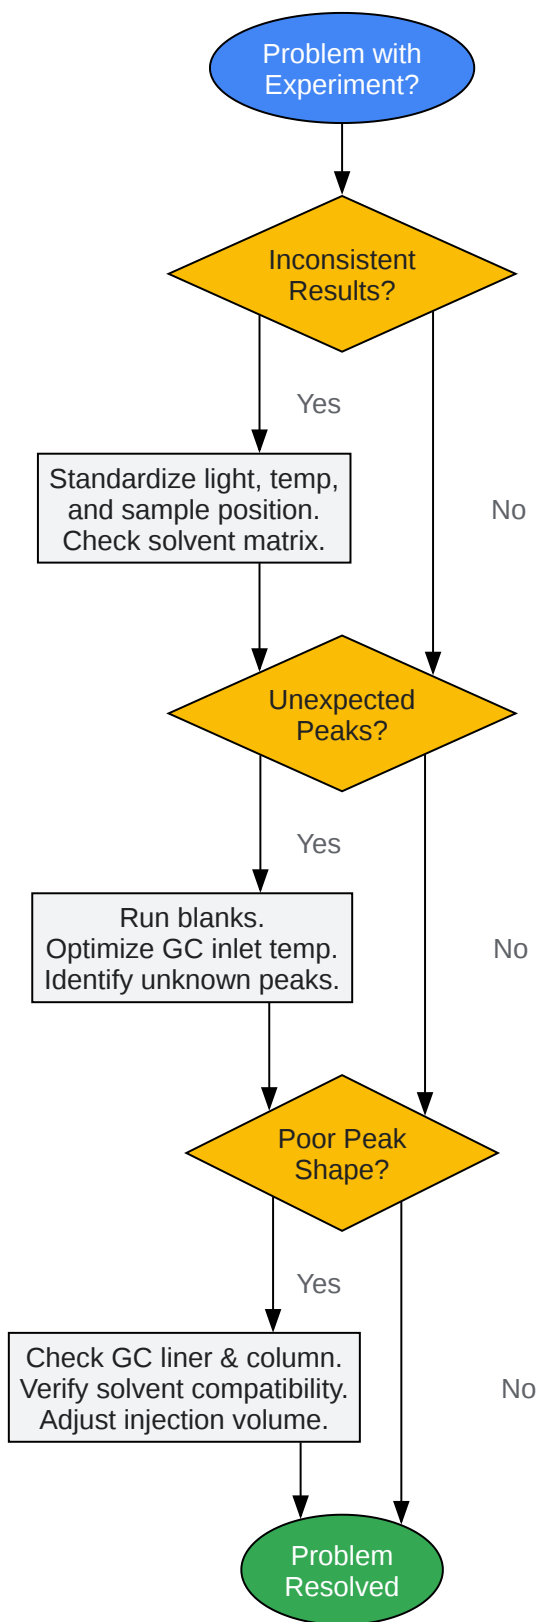 Problem with
Experiment?
Inconsistent
Results?
Yes
Standardize light, temp,
and sample position.
Check solvent matrix.
No
Unexpected
Peaks?
Yes
Run blanks.
Optimize GC inlet temp.
Identify unknown peaks.
No
Poor Peak
Shape?
Yes
Check GC liner & column.
Verify solvent compatibility.
Adjust injection volume.
No
Problem
Resolved